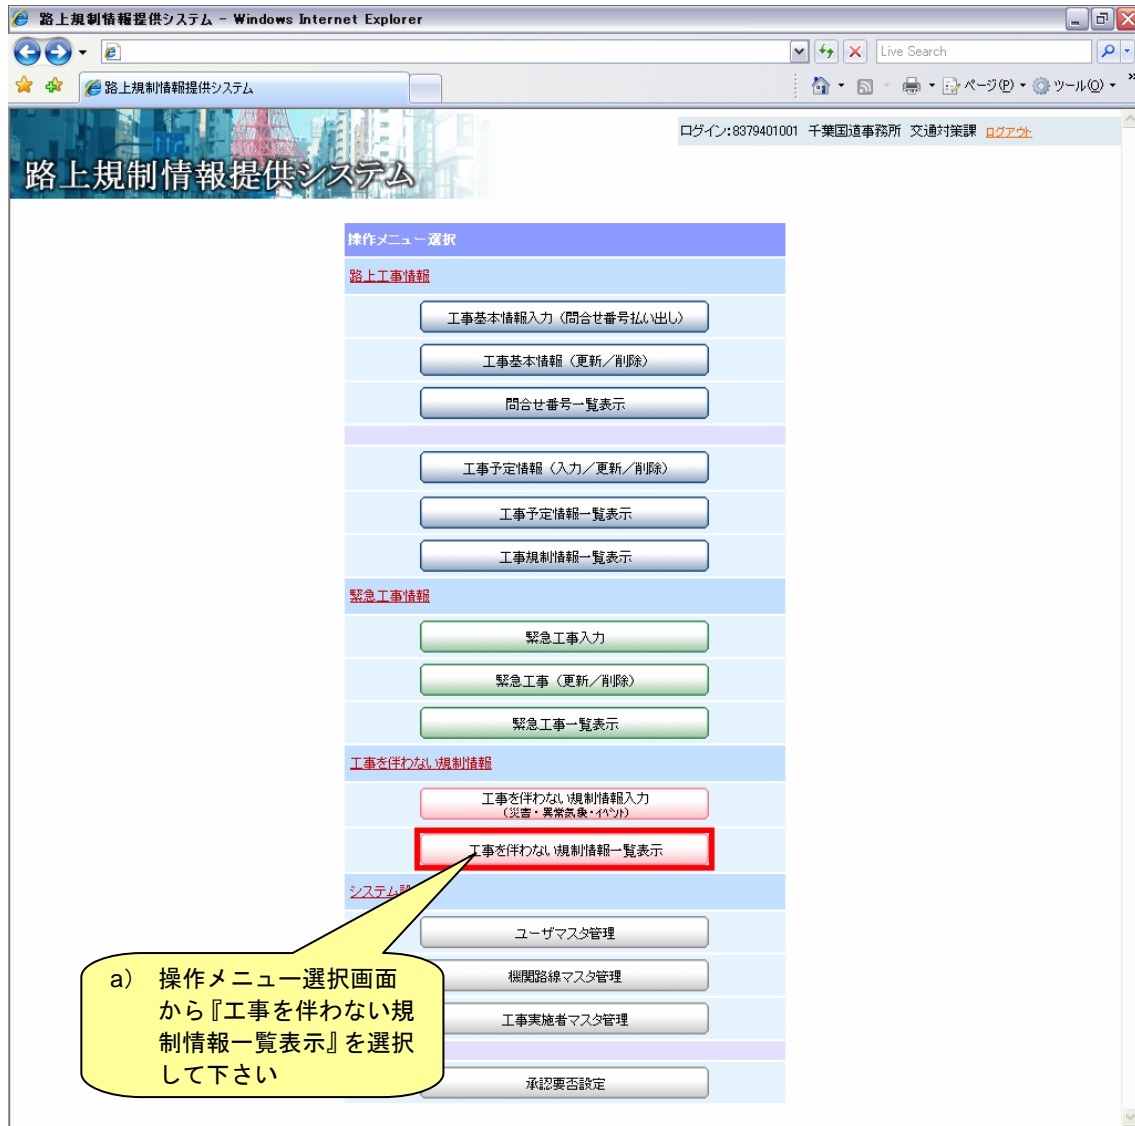 路上規制情報提供システム - Windows Internet Explorer
Live Search
路上規制情報提供システム
ページ(P) ツール(O) »
ログイン:8379401001 千葉国道事務所 交通対策課 ログアウト
路上規制情報提供システム
操作メニュー選択
路上工事情報
工事基本情報入力（問合せ番号払い出し）
工事基本情報（更新／削除）
問合せ番号一覧表示
工事予定情報（入力／更新／削除）
工事予定情報一覧表示
工事規制情報一覧表示
緊急工事情報
緊急工事入力
緊急工事（更新／削除）
緊急工事一覧表示
工事を伴わない規制情報
工事を伴わない規制情報入力
（災害・異常気象・イベント）
工事を伴わない規制情報一覧表示
システム設
ユーザマスタ管理
機関路線マスタ管理
工事実施者マスタ管理
承認要否設定
a） 操作メニュー選択画面
から『工事を伴わない規
制情報一覧表示』を選択
して下さい